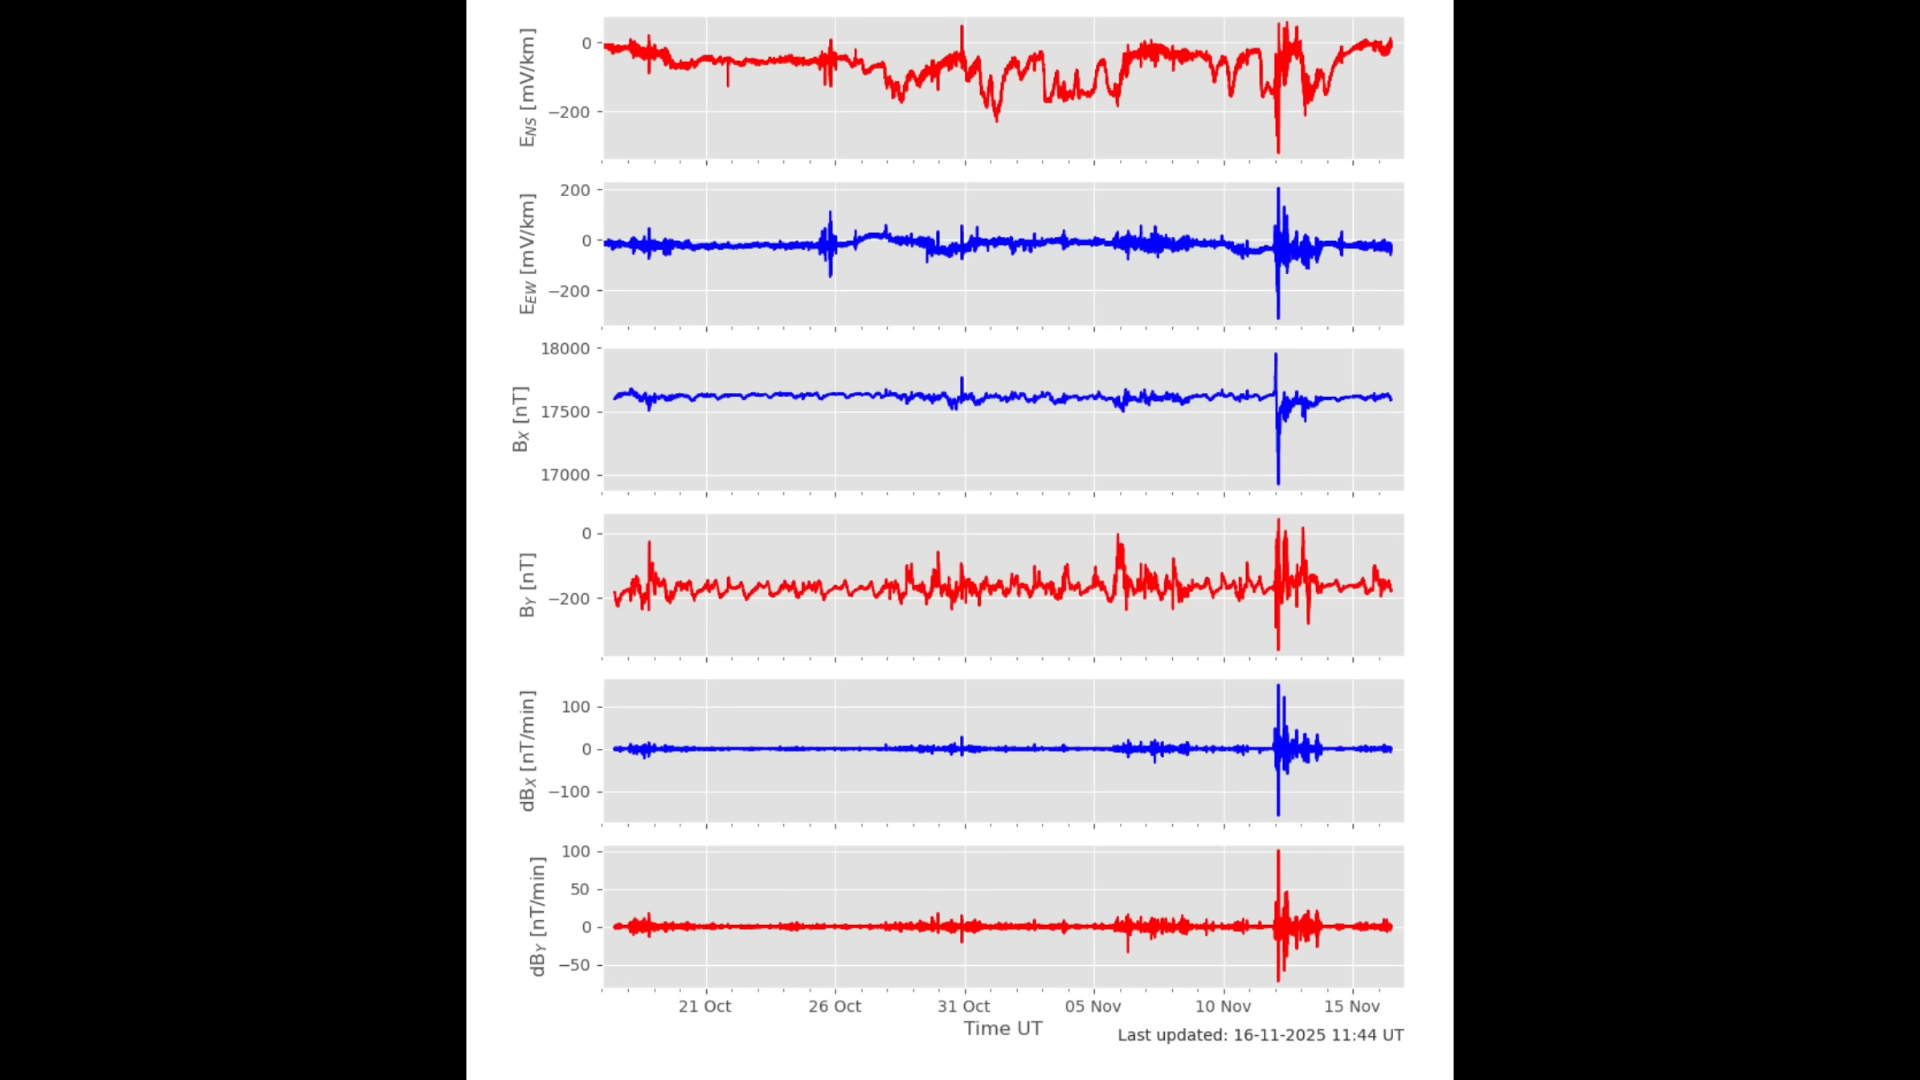 0
−200
E_NS [mV/km]
200
0
−200
E_EW [mV/km]
18000
17500
17000
B_X [nT]
0
−200
B_Y [nT]
100
0
−100
dB_X [nT/min]
100
50
0
−50
dB_Y [nT/min]
21 Oct 26 Oct 31 Oct 05 Nov 10 Nov 15 Nov
Time UT
Last updated: 16-11-2025 11:44 UT